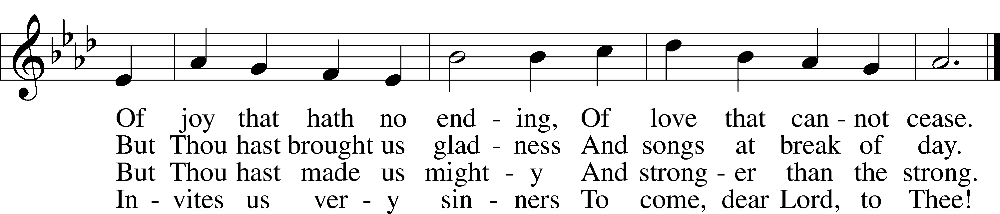 Of joy that hath no end - ing, Of love that can - not cease.
But Thou hast brought us glad - ness And songs at break of day.
But Thou hast made us might - y And strong - er than the strong.
In - vites us ver - y sin - ners To come, dear Lord, to Thee!